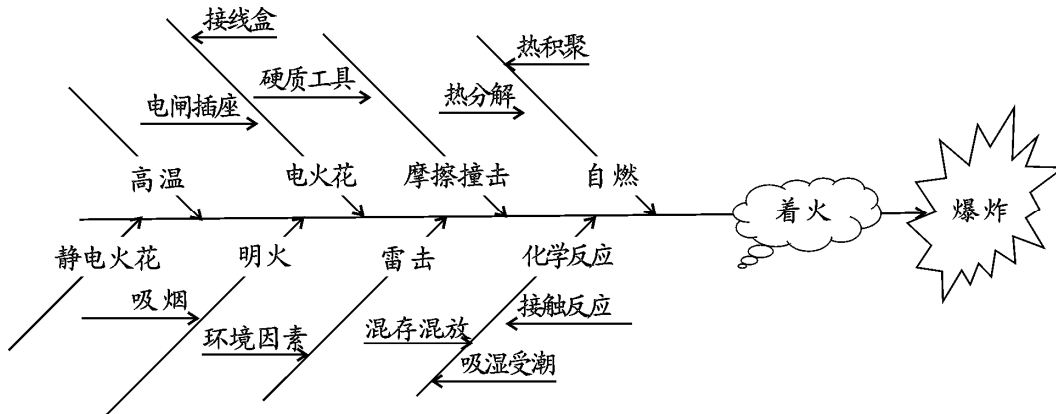 接线盒
热积聚
硬质工具
热分解
电闸插座
高温
电火花
摩擦撞击
自燃
着火
爆炸
静电火花
明火
雷击
化学反应
吸烟
接触反应
环境因素
混存混放
吸湿受潮